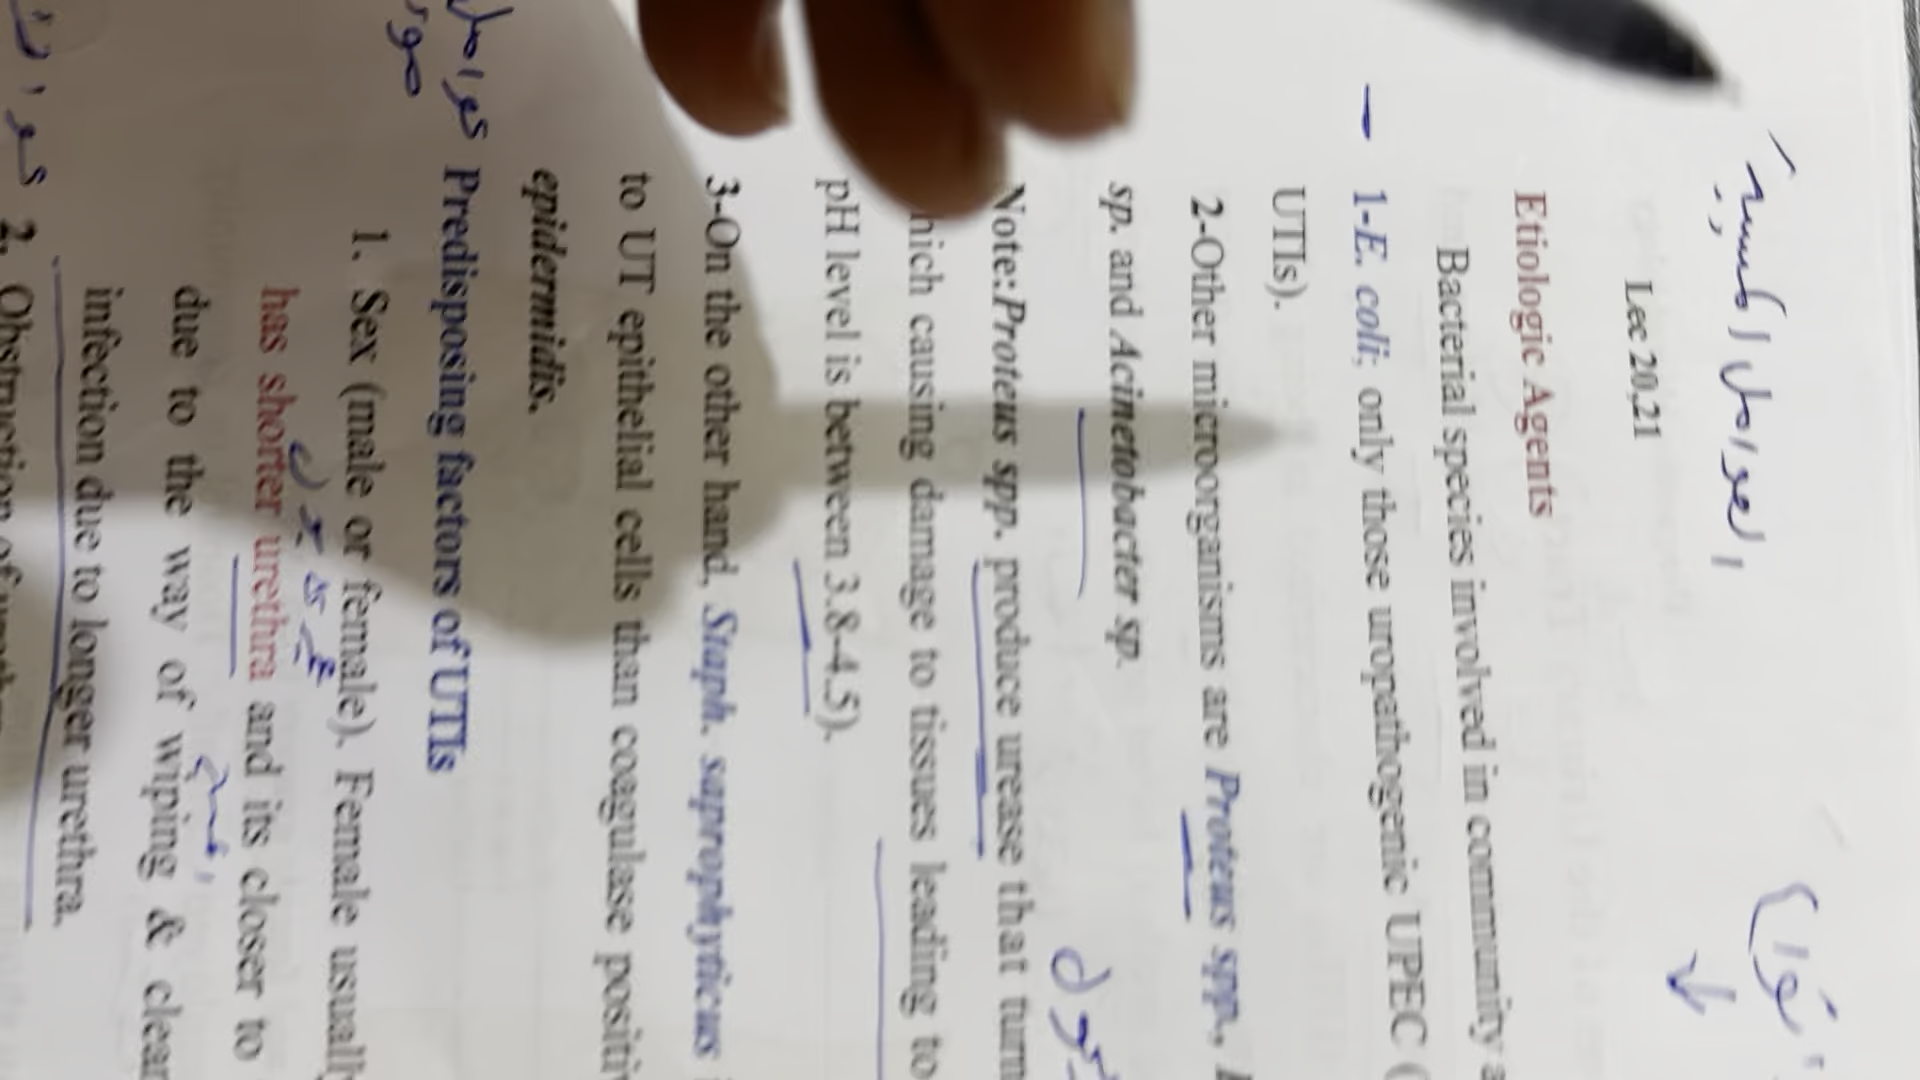 العوامل المسببة
Lec 20,21
Etiologic Agents
Bacterial species involved in community
1-E. coli; only those uropathogenic UPEC (
UTIs).
2-Other microorganisms are Proteus spp.,
sp. and Acinetobacter sp.
Note:Proteus spp. produce urease that turn
hich causing damage to tissues leading to
pH level is between 3.8-4.5).
3-On the other hand, Staph. saprophyticus
to UT epithelial cells than coagulase positiv
epidermidis.
عوامل Predisposing factors of UTIs
1. Sex (male or female). Female usually
has shorter urethra and its closer to
due to the way of wiping & clean
infection due to longer urethra.
2. Obstruction of